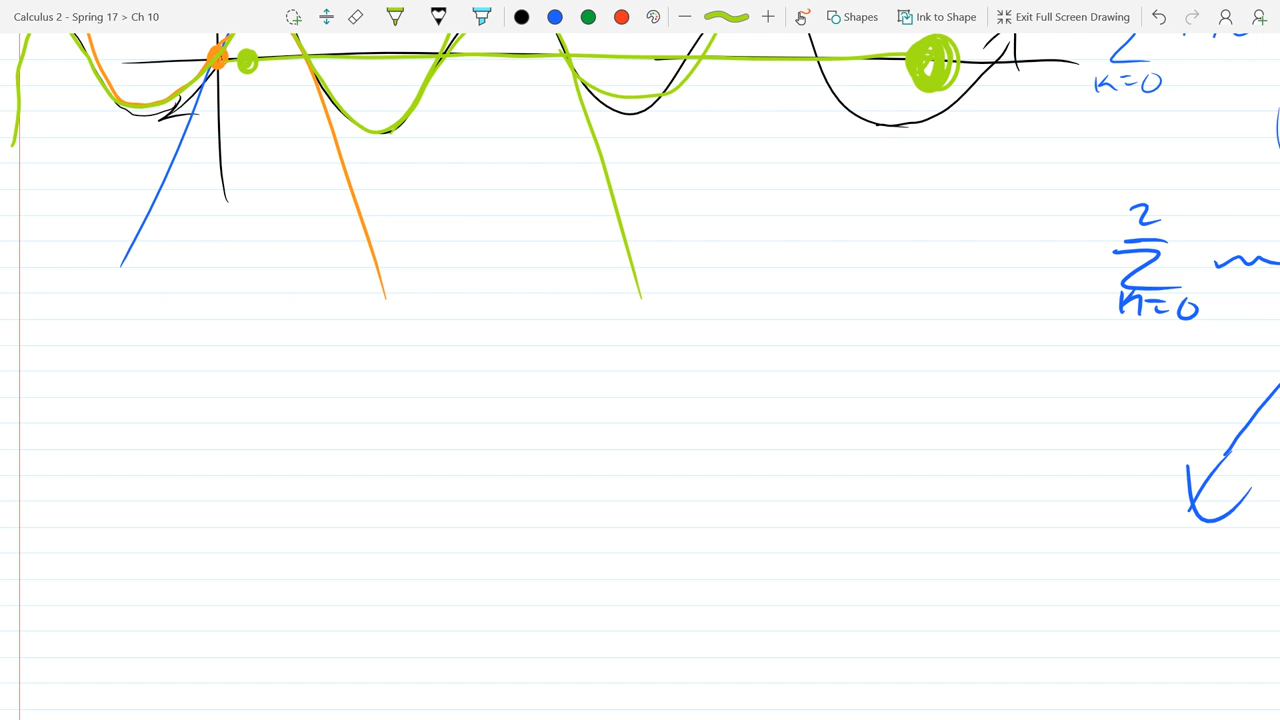 Calculus 2 - Spring 17 > Ch 10
Shapes
Ink to Shape
Exit Full Screen Drawing
Σ
K=0
2
Σ
K=0